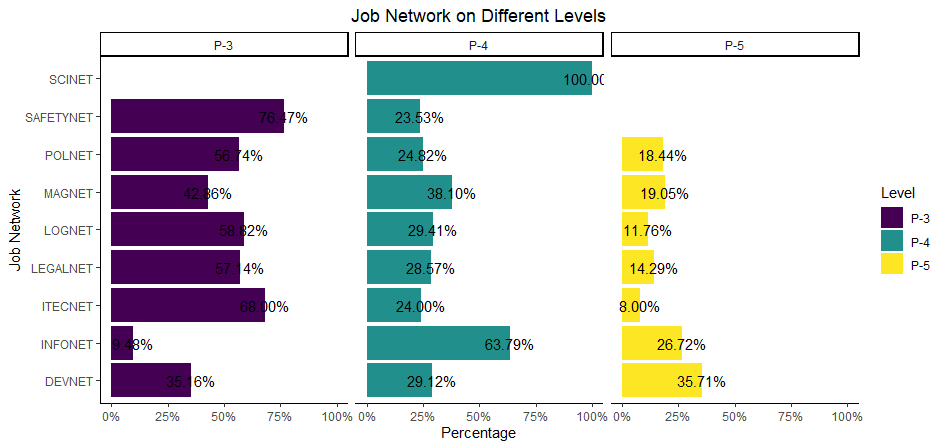 Job Network on Different Levels
P-3 P-4 P-5
SCINET 100.00
SAFETYNET 76.47% 23.53%
POLNET 56.74% 24.82% 18.44%
MAGNET 42.86% 38.10% 19.05%
LOGNET 58.82% 29.41% 11.76%
LEGALNET 57.14% 28.57% 14.29%
ITECNET 68.00% 24.00% 8.00%
INFONET 9.48% 63.79% 26.72%
DEVNET 35.16% 29.12% 35.71%
0% 25% 50% 75% 100% 0% 25% 50% 75% 100% 0% 25% 50% 75% 100%
Percentage
Job Network
Level
P-3
P-4
P-5